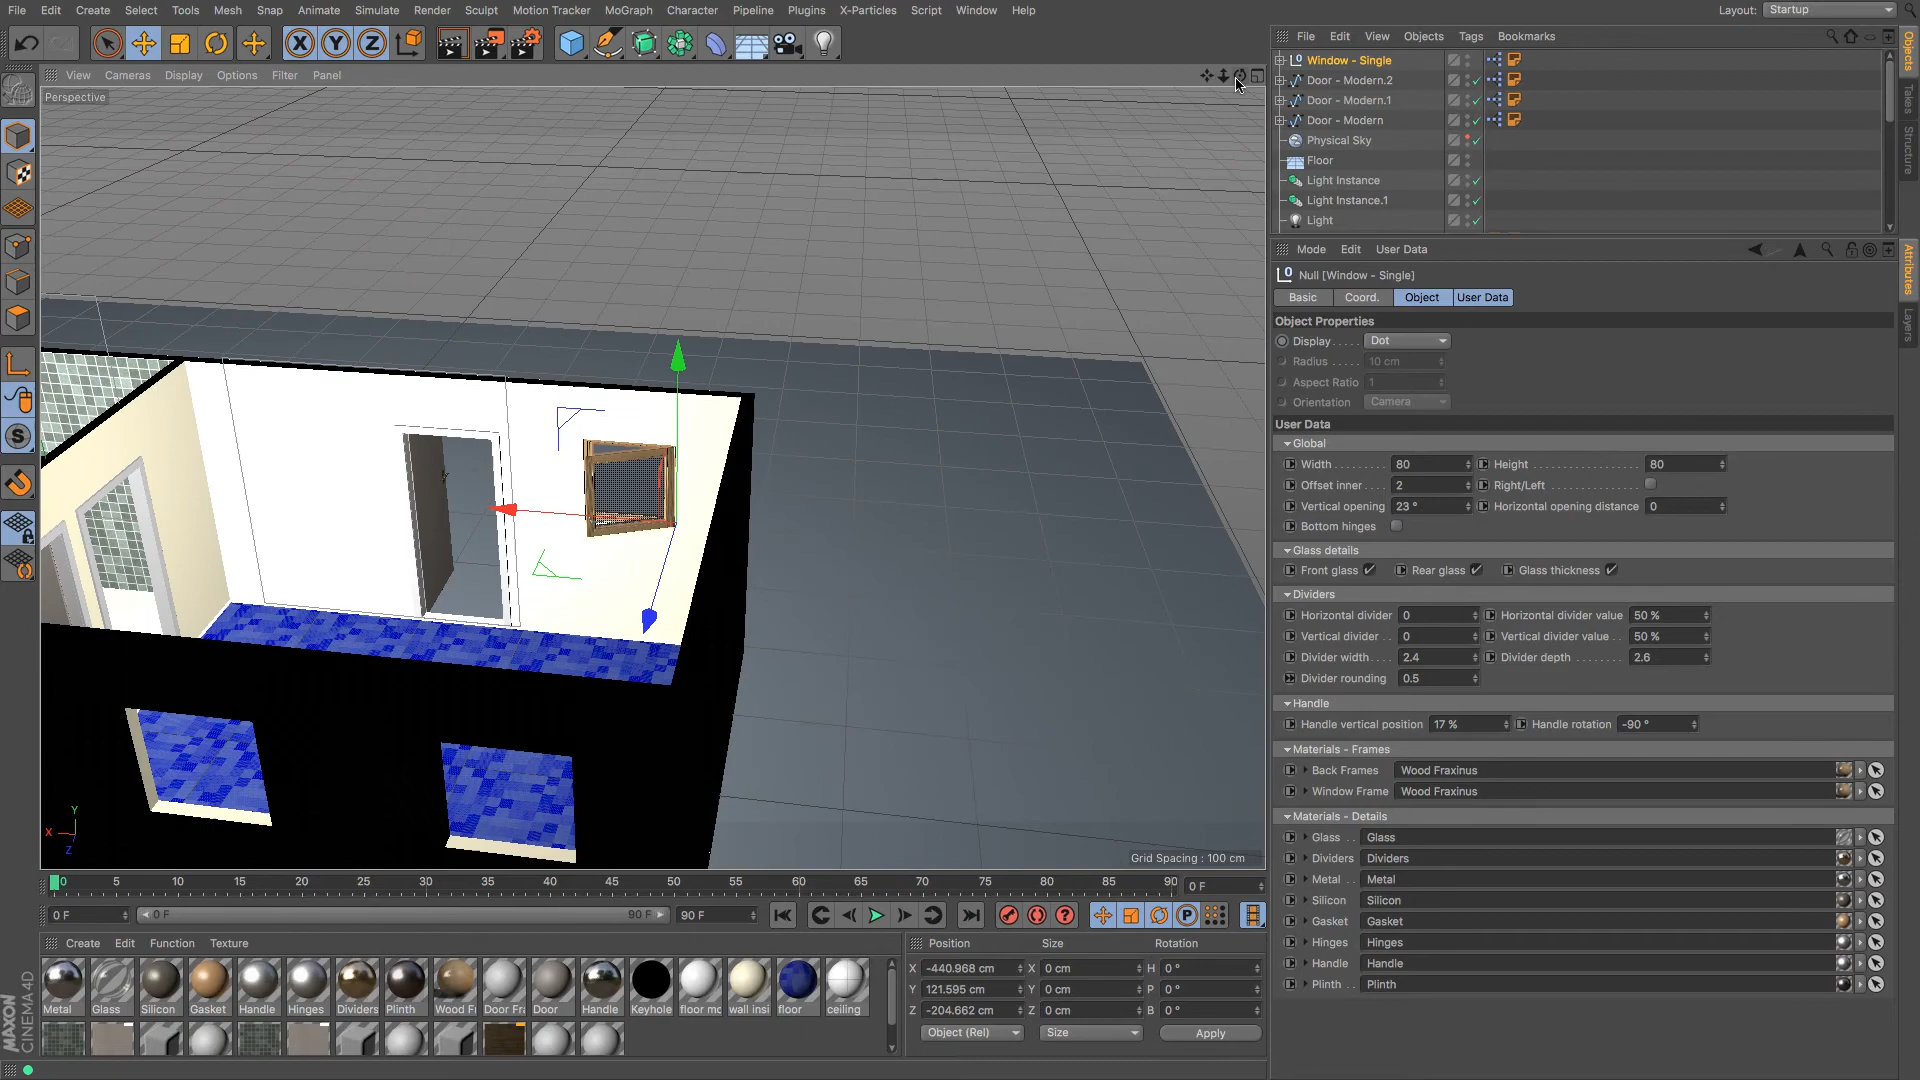 File Edit Create Select Tools Mesh Snap Animate Simulate Render Sculpt Motion Tracker MoGraph Character Pipeline Plugins X-Particles Script Window Help Layout: Startup
File Edit View Objects Tags Bookmarks
View Cameras Display Options Filter Panel
Perspective
Window - Single
Door - Modern.2
Door - Modern.1
Door - Modern
Physical Sky
Floor
Light Instance
Light Instance.1
Light
Objects
Takes
Structure
Attributes
Layers
Mode Edit User Data
Null [Window - Single]
Basic Coord. Object User Data
Object Properties
Display Dot
Radius 10 cm
Aspect Ratio 1
Orientation Camera
User Data
Global
Width 80 Height 80
Offset inner 2 Right/Left
Vertical opening 23 ° Horizontal opening distance 0
Bottom hinges
Glass details
Front glass Rear glass Glass thickness
Dividers
Horizontal divider 0 Horizontal divider value 50 %
Vertical divider 0 Vertical divider value 50 %
Divider width 2.4 Divider depth 2.6
Divider rounding 0.5
Handle
Handle vertical position 17 % Handle rotation -90 °
Materials - Frames
Back Frames Wood Fraxinus
Window Frame Wood Fraxinus
Materials - Details
Glass Glass
Dividers Dividers
Metal Metal
Silicon Silicon
Gasket Gasket
Hinges Hinges
Handle Handle
Plinth Plinth
Y
X
Z
Grid Spacing : 100 cm
0 5 10 15 20 25 30 35 40 45 50 55 60 65 70 75 80 85 90 0 F
0 F 0 F 90 F 90 F
Create Edit Function Texture
Metal Glass Silicon Gasket Handle Hinges Dividers Plinth Wood Fr Door Fra Door Handle Keyhole floor mo wall insi floor ceiling
Position Size Rotation
X -440.968 cm X 0 cm H 0 °
Y 121.595 cm Y 0 cm P 0 °
Z -204.662 cm Z 0 cm B 0 °
Object (Rel) Size Apply
MAXON
CINEMA4D